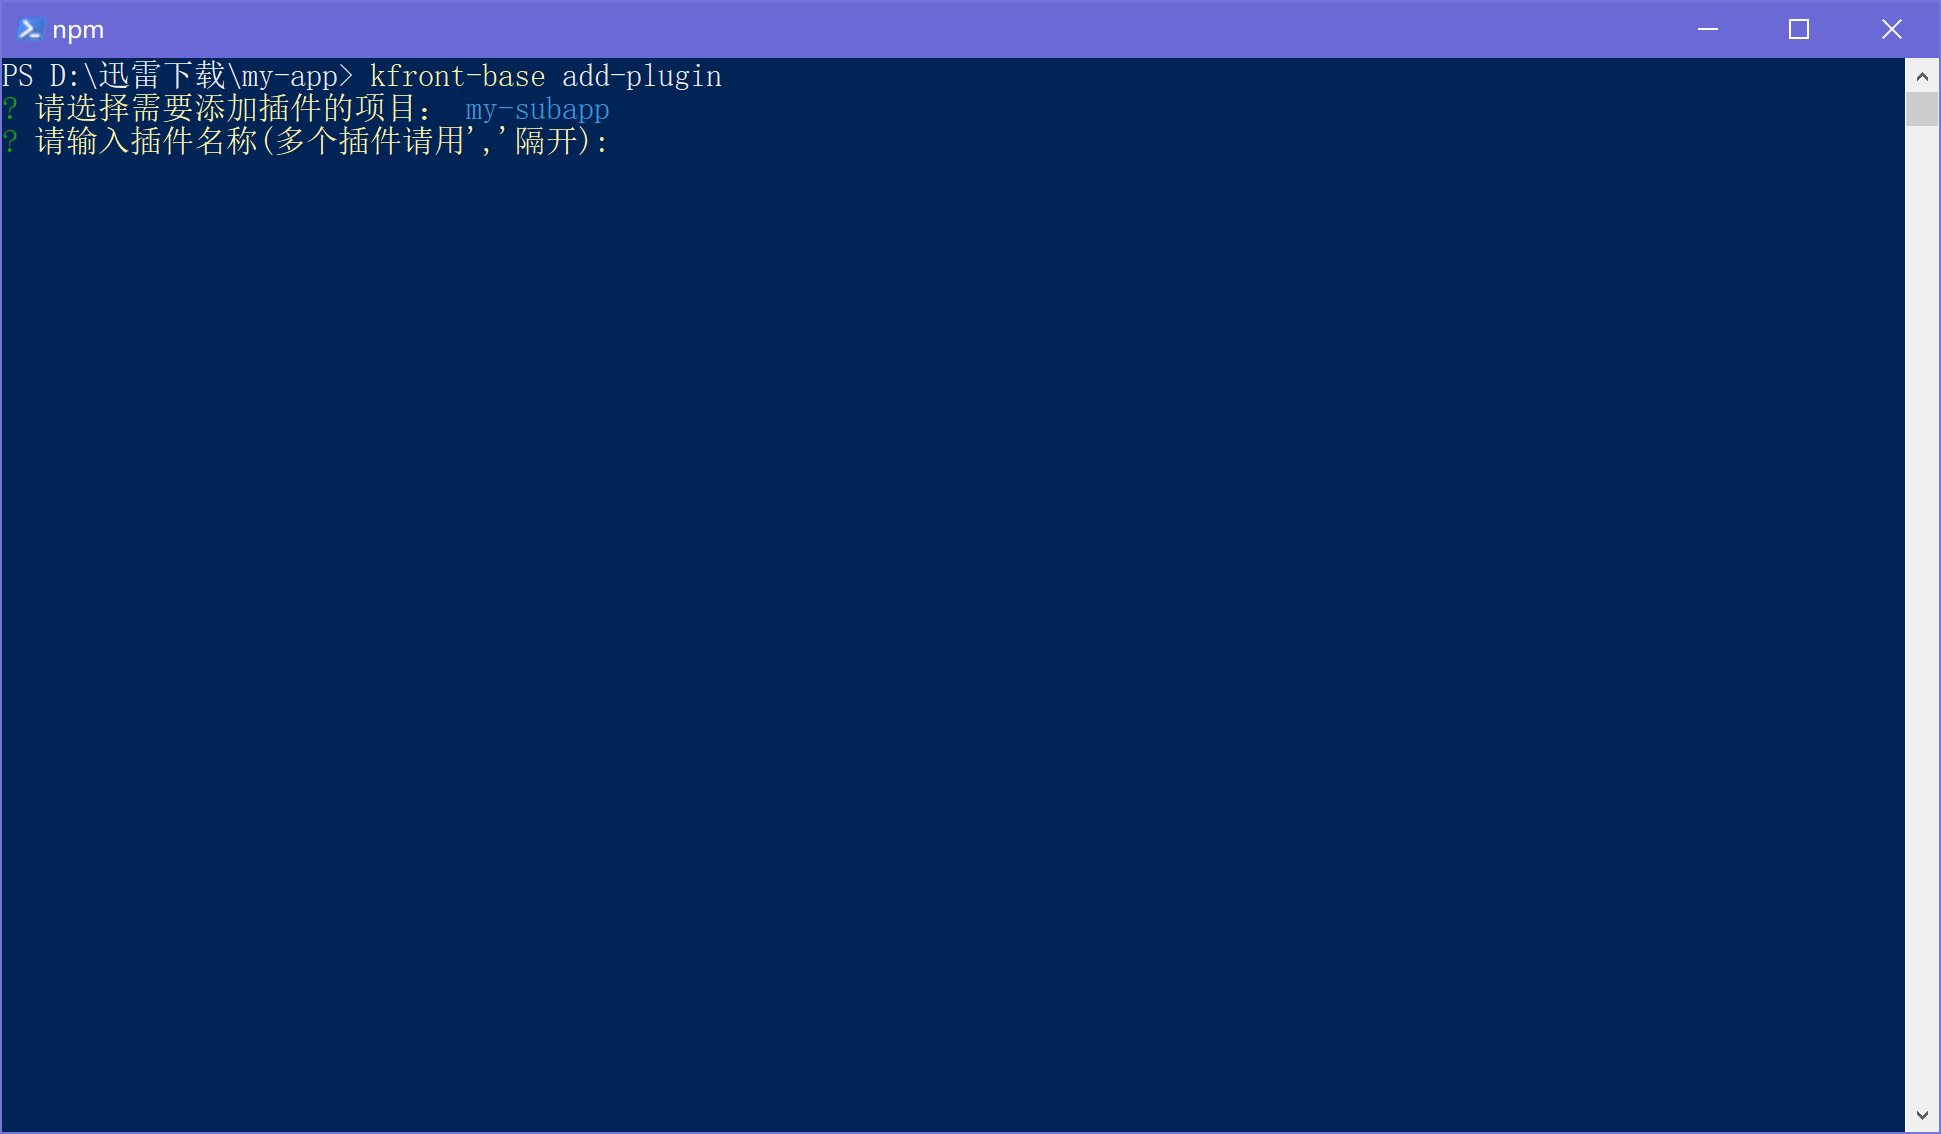 npm
PS D:\迅雷下载\my-app> kfront-base add-plugin
? 请选择需要添加插件的项目： my-subapp
? 请输入插件名称(多个插件请用','隔开):